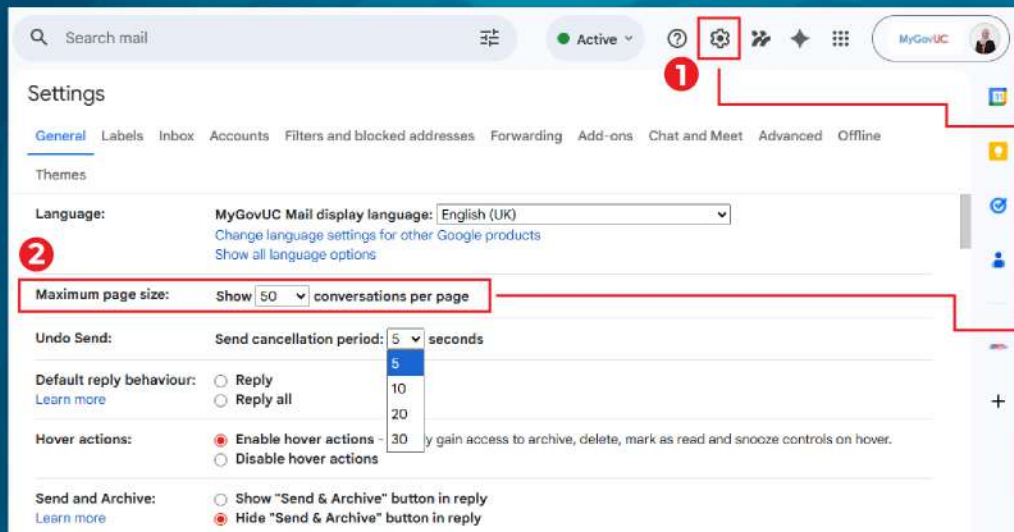 Search mail
Active
MyGovUC
1
Settings
General Labels Inbox Accounts Filters and blocked addresses Forwarding Add-ons Chat and Meet Advanced Offline
Themes
Language:
MyGovUC Mail display language: English (UK)
Change language settings for other Google products
Show all language options
2
Maximum page size:
Show 50 conversations per page
Undo Send:
Send cancellation period: 5 seconds
5
10
20
30
Default reply behaviour:
Learn more
Reply
Reply all
Hover actions:
Enable hover actions - y gain access to archive, delete, mark as read and snooze controls on hover.
Disable hover actions
Send and Archive:
Learn more
Show "Send & Archive" button in reply
Hide "Send & Archive" button in reply
31